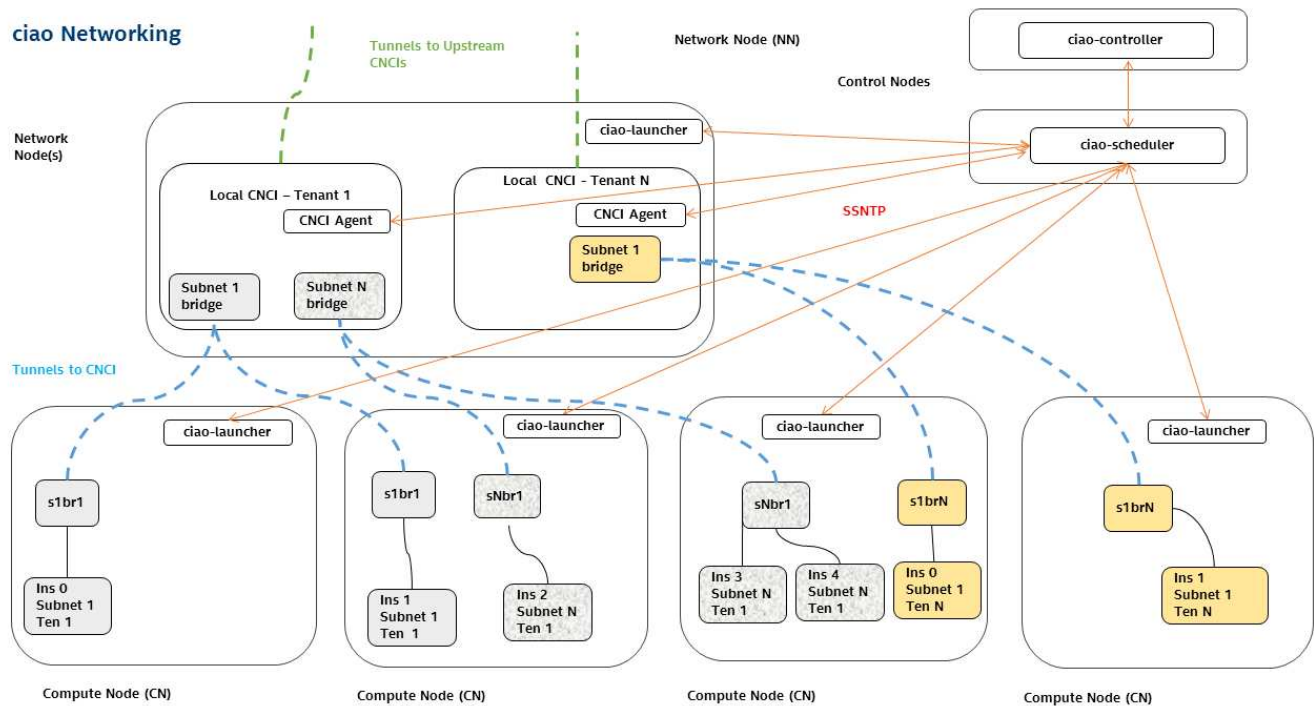 ciao Networking
Tunnels to Upstream
CNCIs
Network Node (NN)
ciao-controller
Control Nodes
Network
Node(s)
ciao-launcher
ciao-scheduler
Local CNCI – Tenant 1
CNCI Agent
Local CNCI - Tenant N
CNCI Agent
SSNTP
Subnet 1
bridge
Subnet N
bridge
Subnet 1
bridge
Tunnels to CNCI
ciao-launcher
s1br1
Ins 0
Subnet 1
Ten 1
Compute Node (CN)
ciao-launcher
s1br1
sNbr1
Ins 1
Subnet 1
Ten 1
Ins 2
Subnet N
Ten 1
Compute Node (CN)
ciao-launcher
sNbr1
s1brN
Ins 3
Subnet N
Ten 1
Ins 4
Subnet N
Ten 1
Ins 0
Subnet 1
Ten N
Compute Node (CN)
ciao-launcher
s1brN
Ins 1
Subnet 1
Ten N
Compute Node (CN)